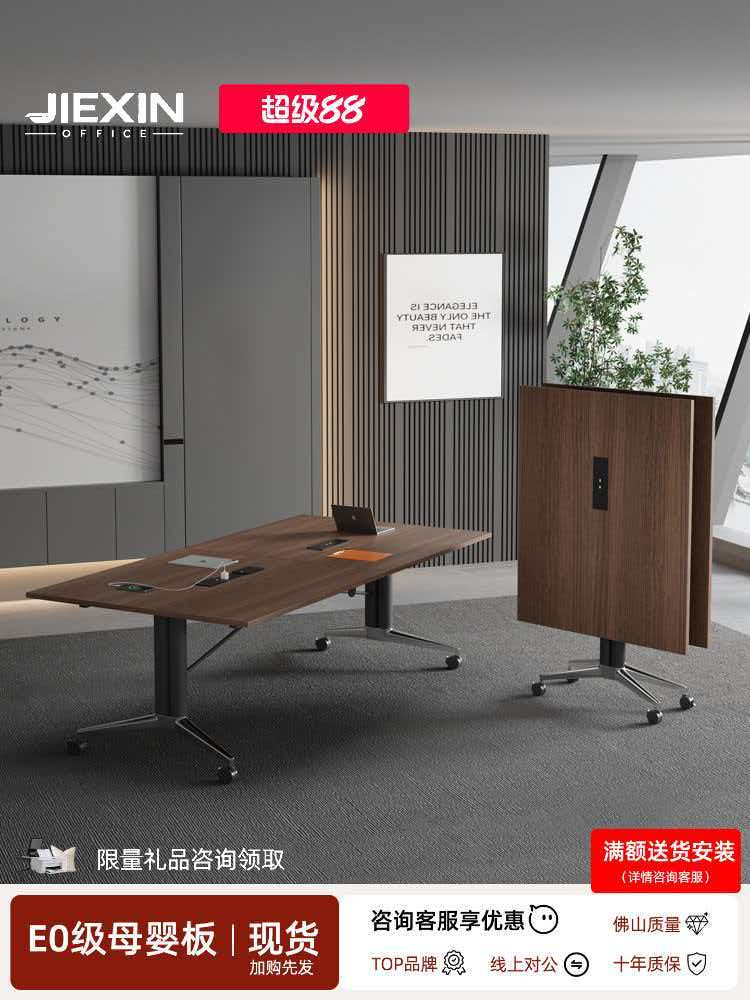 JIEXIN
OFFICE
超级88
OLOGY
ELEGANCE IS
THE ONLY BEAUTY
THAT NEVER
FADES.
限量礼品咨询领取
满额送货安装
（详情咨询客服）
E0级母婴板
现货
加购先发
咨询客服享优惠
佛山质量
TOP品牌
线上对公
十年质保